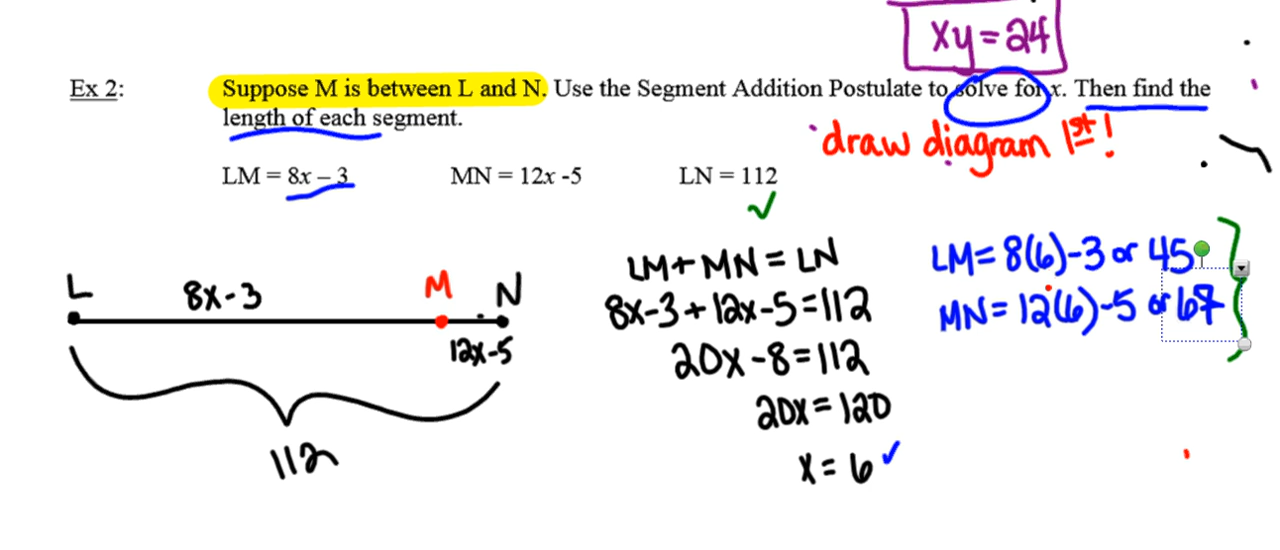 xy=24
Ex 2: Suppose M is between L and N. Use the Segment Addition Postulate to solve for x. Then find the
length of each segment.
draw diagram 1st!
LM = 8x – 3 MN = 12x -5 LN = 112
LM+MN=LN
LM=8(6)-3 or 45
L 8x-3 M N
8x-3+12x-5=112
MN=12(6)-5 or 67
12x-5
20x-8=112
20x=120
112
x=6